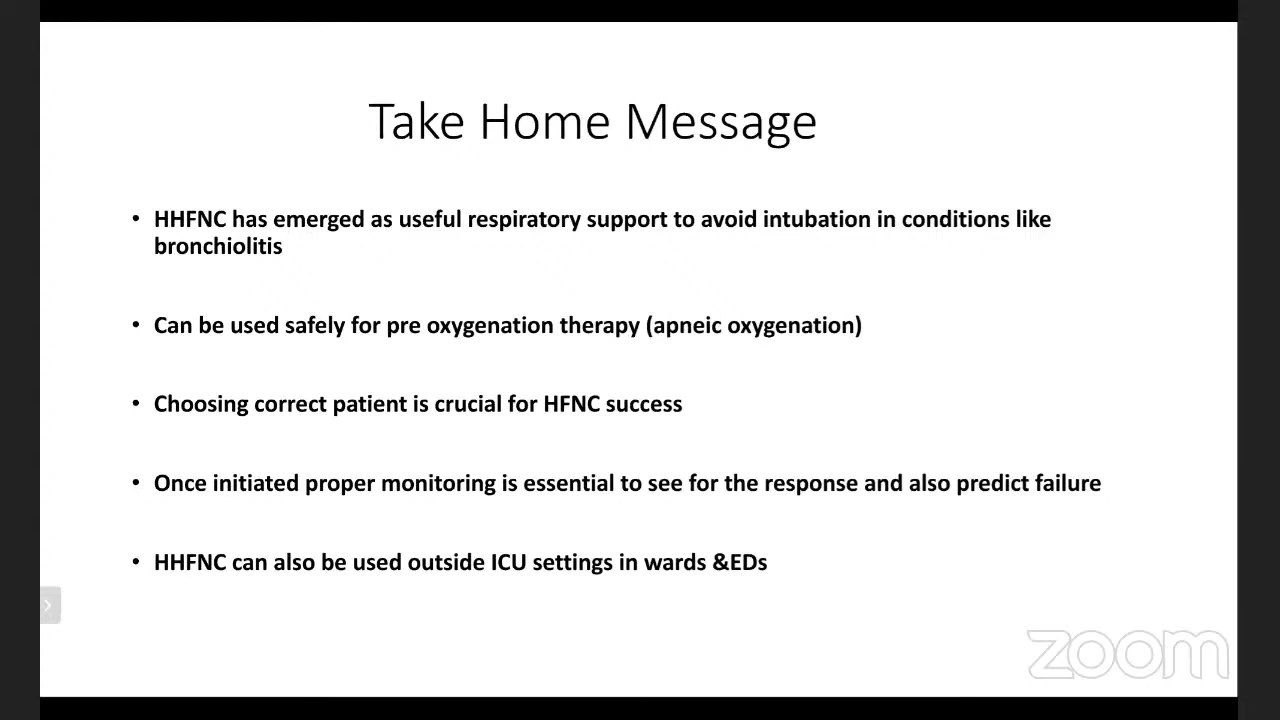 Take Home Message
• HHFNC has emerged as useful respiratory support to avoid intubation in conditions like
bronchiolitis
• Can be used safely for pre oxygenation therapy (apneic oxygenation)
• Choosing correct patient is crucial for HFNC success
• Once initiated proper monitoring is essential to see for the response and also predict failure
• HHFNC can also be used outside ICU settings in wards &EDs
zoom